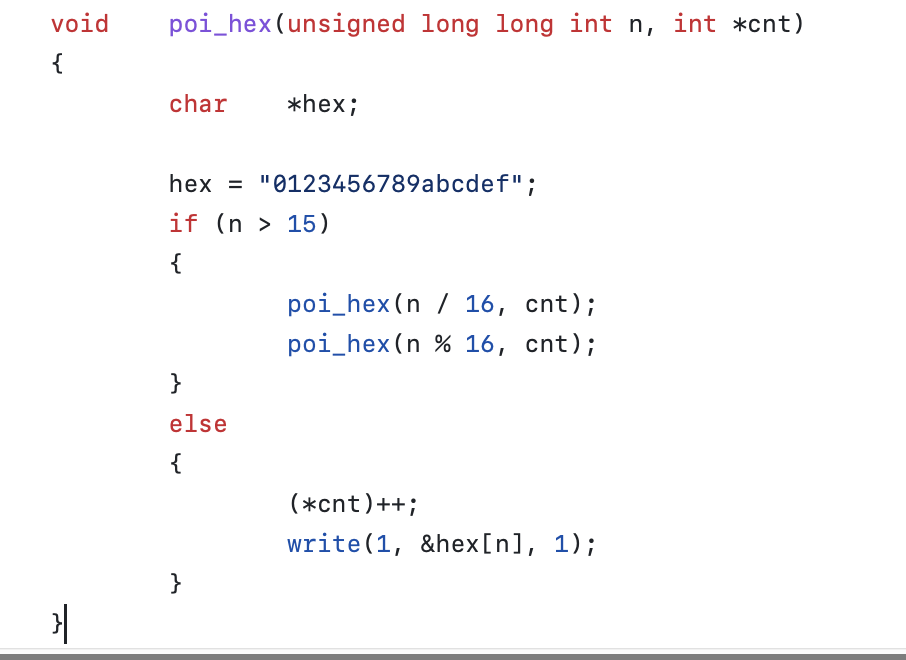 void    poi_hex(unsigned long long int n, int *cnt)
{
        char    *hex;

        hex = "0123456789abcdef";
        if (n > 15)
        {
                poi_hex(n / 16, cnt);
                poi_hex(n % 16, cnt);
        }
        else
        {
                (*cnt)++;
                write(1, &hex[n], 1);
        }
}